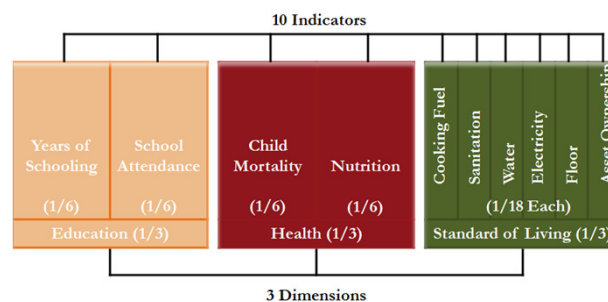 10 Indicators
Years of
Schooling
(1/6)
School
Attendance
(1/6)
Education (1/3)
Child
Mortality
(1/6)
Nutrition
(1/6)
Health (1/3)
Cooking Fuel
Sanitation
Water
Electricity
Floor
Asset Ownership
(1/18 Each)
Standard of Living (1/3)
3 Dimensions